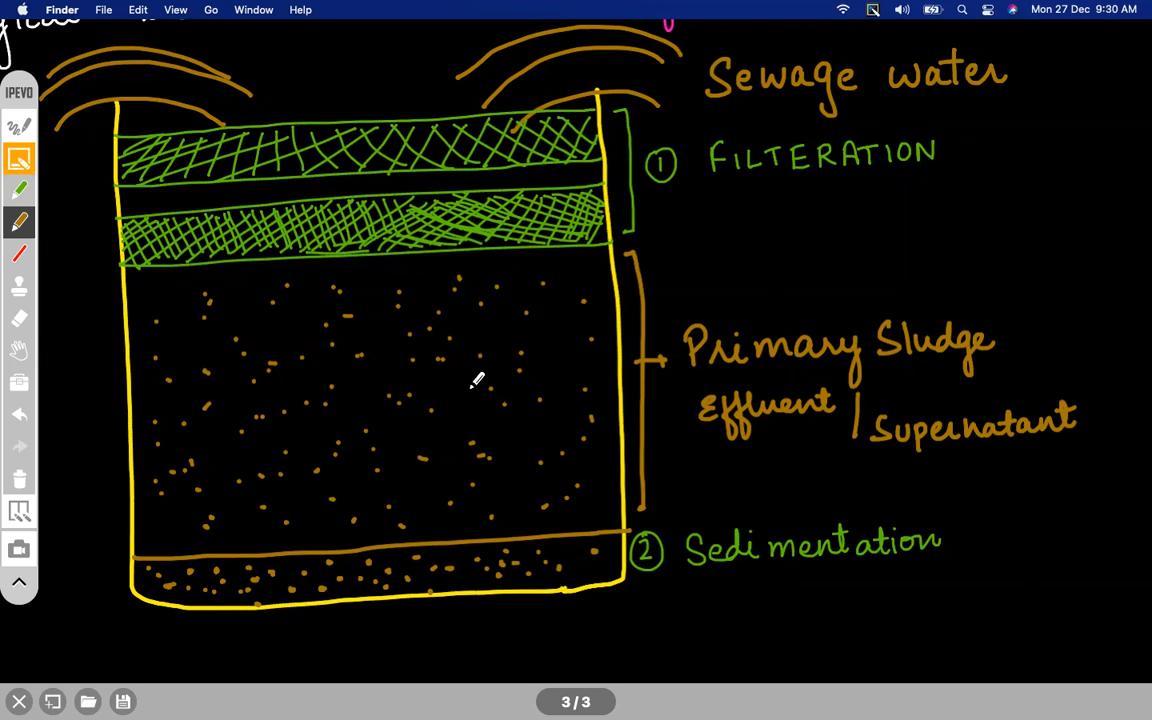 Finder File Edit View Go Window Help Mon 27 Dec 9:30 AM
IPEVO
Sewage water
① FILTERATION
Primary Sludge
Effluent / Supernatant
② Sedimentation
3/3